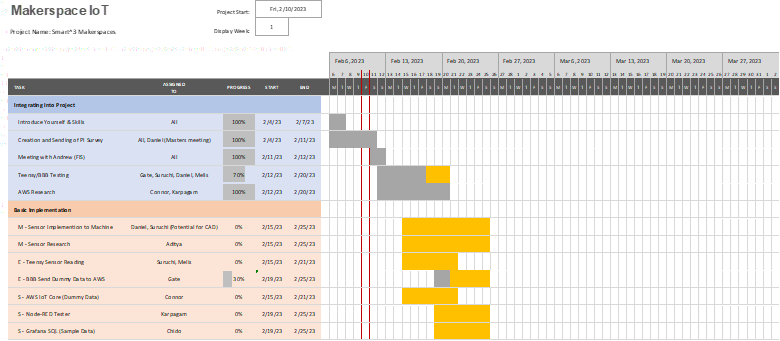 Makerspace IoT
Project Start: Fri, 2/10/2023
Project Name: Smart^3 Makerspaces
Display Week: 1
Feb 6, 2023 Feb 13, 2023 Feb 20, 2023 Feb 27, 2023 Mar 6, 2023 Mar 13, 2023 Mar 20, 2023 Mar 27, 2023
6 7 8 9 10 11 12 13 14 15 16 17 18 19 20 21 22 23 24 25 26 27 28 1 2 3 4 5 6 7 8 9 10 11 12 13 14 15 16 17 18 19 20 21 22 23 24 25 26 27 28 29 30 31 1 2
TASK ASSIGNED TO PROGRESS START END M T W T F S S M T W T F S S M T W T F S S M T W T F S S M T W T F S S M T W T F S S M T W T F S S M T W T F S S
Integrating Into Project
Introduce Yourself & Skills All 100% 2/4/23 2/7/23
Creation and Sending of PI Survey All, Daniel (Masters meeting) 100% 2/4/23 2/11/23
Meeting with Andrew (FIS) All 100% 2/11/23 2/12/23
Teensy/BBB Testing Gate, Suruchi, Daniel, Melis 70% 2/12/23 2/20/23
AWS Research Connor, Karpagam 100% 2/12/23 2/20/23
Basic Implementation
M - Sensor Implemention to Machine Daniel, Suruchi (Potential for CAD) 0% 2/15/23 2/25/23
M - Sensor Research Aditya 0% 2/15/23 2/25/23
E - Teensy Sensor Reading Suruchi, Melis 0% 2/15/23 2/21/23
E - BBB Send Dummy Data to AWS Gate 30% 2/19/23 2/25/23
S - AWS IoT Core (Dummy Data) Connor 0% 2/15/23 2/21/23
S - Node-RED Tester Karpagam 0% 2/19/23 2/25/23
S - Grafana SQL (Sample Data) Chido 0% 2/19/23 2/25/23